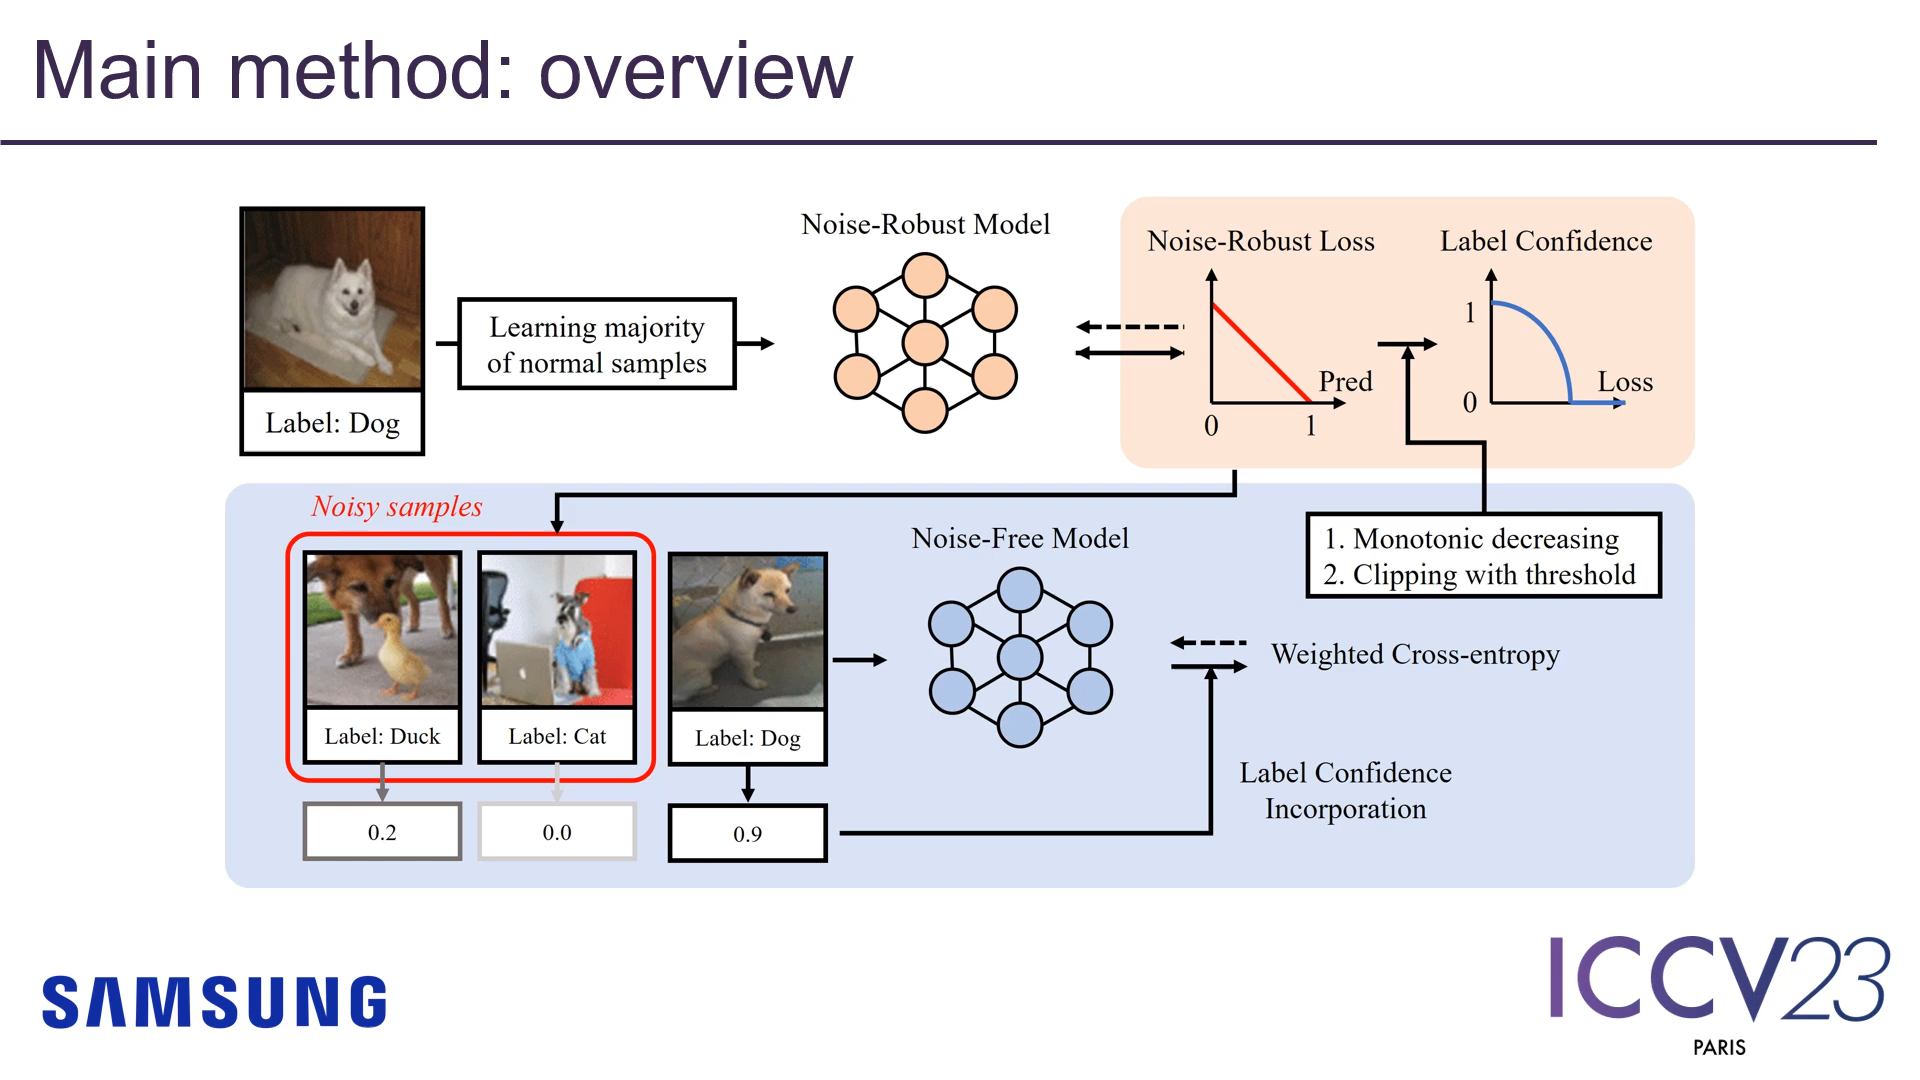 Main method: overview
Label: Dog
Learning majority
of normal samples
Noise-Robust Model
Noise-Robust Loss
Pred
0
1
Label Confidence
1
0
Loss
1. Monotonic decreasing
2. Clipping with threshold
Noisy samples
Label: Duck
Label: Cat
Label: Dog
0.2
0.0
0.9
Noise-Free Model
Weighted Cross-entropy
Label Confidence
Incorporation
SAMSUNG
ICCV23
PARIS